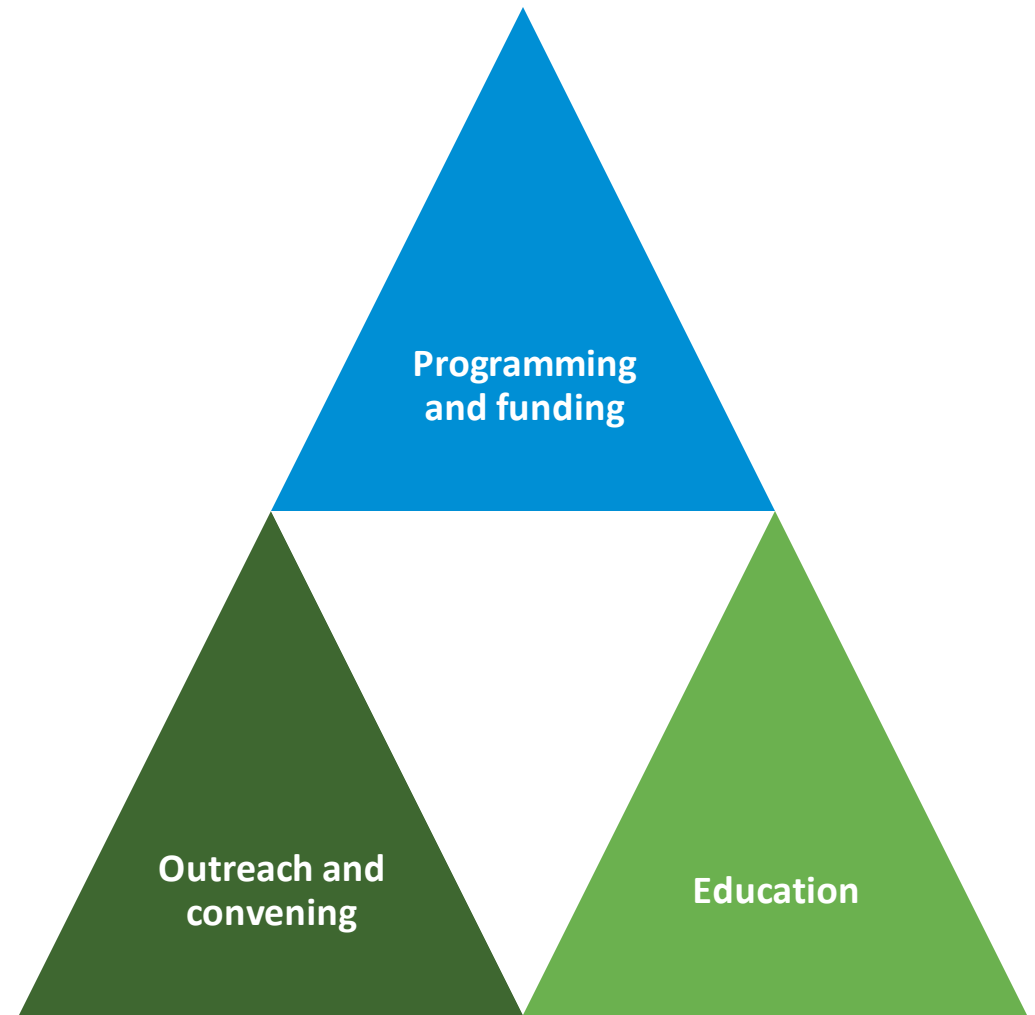 Programming
and funding
Outreach and
convening
Education